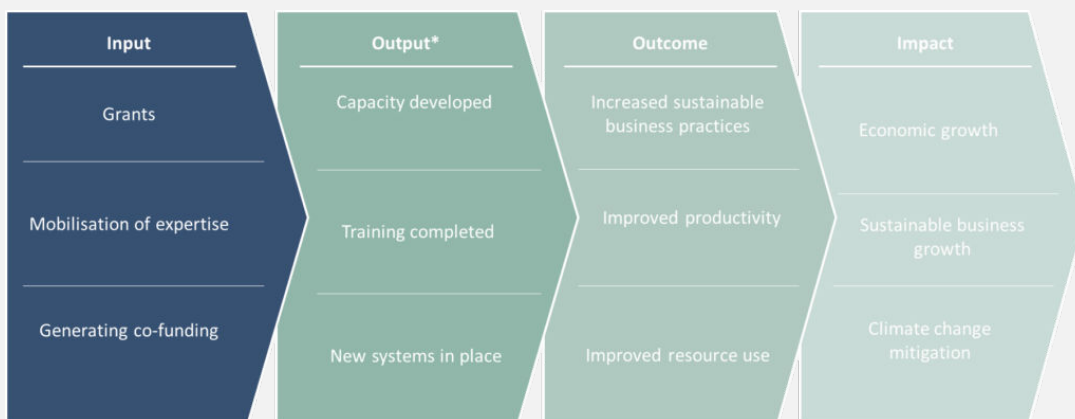 Input
Grants
Mobilisation of expertise
Generating co-funding
Output*
Capacity developed
Training completed
New systems in place
Outcome
Increased sustainable
business practices
Improved productivity
Improved resource use
Impact
Economic growth
Sustainable business
growth
Climate change
mitigation